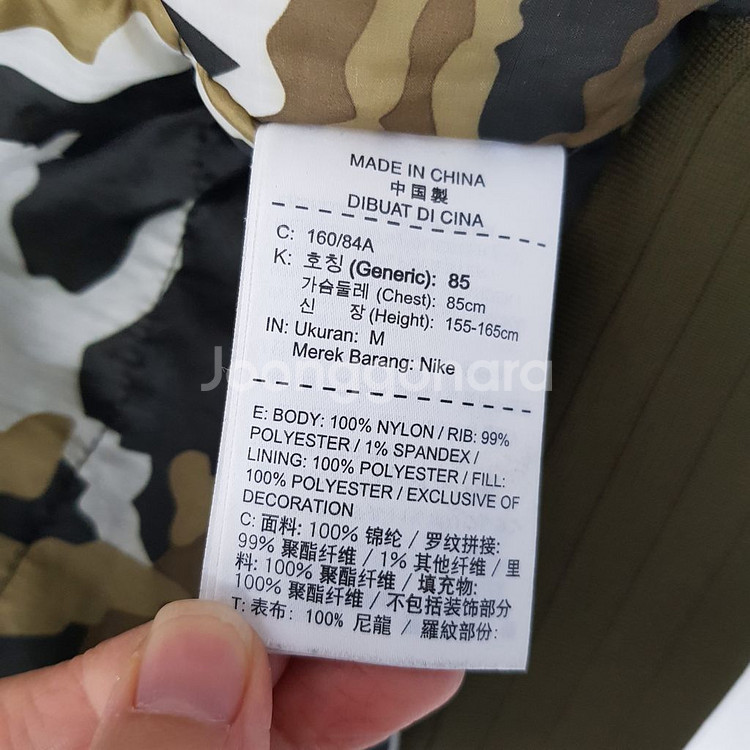 MADE IN CHINA
中国製
DIBUAT DI CINA
C: 160/84A
K: 호칭 (Generic): 85
가슴둘레 (Chest): 85cm
신 장 (Height): 155-165cm
IN: Ukuran: M
Merek Barang: Nike
Joonggonara
E: BODY: 100% NYLON / RIB: 99%
POLYESTER / 1% SPANDEX /
LINING: 100% POLYESTER / FILL:
100% POLYESTER / EXCLUSIVE OF
DECORATION
C: 面料: 100% 锦纶 / 罗纹拼接:
99% 聚酯纤维 / 1% 其他纤维 / 里
料: 100% 聚酯纤维 / 填充物:
100% 聚酯纤维 / 不包括装饰部分
T: 表布: 100% 尼龍 / 羅紋部份: